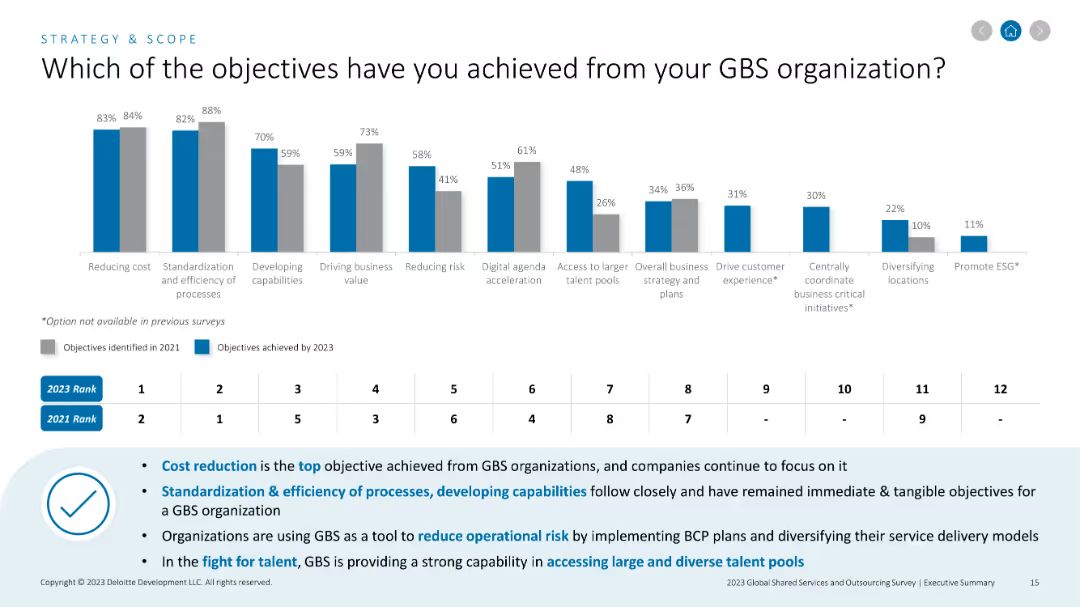 STRATEGY & SCOPE
Which of the objectives have you achieved from your GBS organization?
83% 84% 82% 88% 70% 59% 59% 73% 58% 41% 51% 61% 48% 26% 34% 36% 31% 30% 22% 10% 11%
Reducing cost
Standardization
and efficiency of
processes
Developing
capabilities
Driving business
value
Reducing risk
Digital agenda
acceleration
Access to larger
talent pools
Overall business
strategy and
plans
Drive customer
experience*
Centrally
coordinate
business critical
initiatives*
Diversifying
locations
Promote ESG*
*Option not available in previous surveys
Objectives identified in 2021 Objectives achieved by 2023
2023 Rank 1 2 3 4 5 6 7 8 9 10 11 12
2021 Rank 2 1 5 3 6 4 8 7 - - 9 -
• Cost reduction is the top objective achieved from GBS organizations, and companies continue to focus on it
• Standardization & efficiency of processes, developing capabilities follow closely and have remained immediate & tangible objectives for
a GBS organization
• Organizations are using GBS as a tool to reduce operational risk by implementing BCP plans and diversifying their service delivery models
• In the fight for talent, GBS is providing a strong capability in accessing large and diverse talent pools
Copyright © 2023 Deloitte Development LLC. All rights reserved. 2023 Global Shared Services and Outsourcing Survey | Executive Summary 15